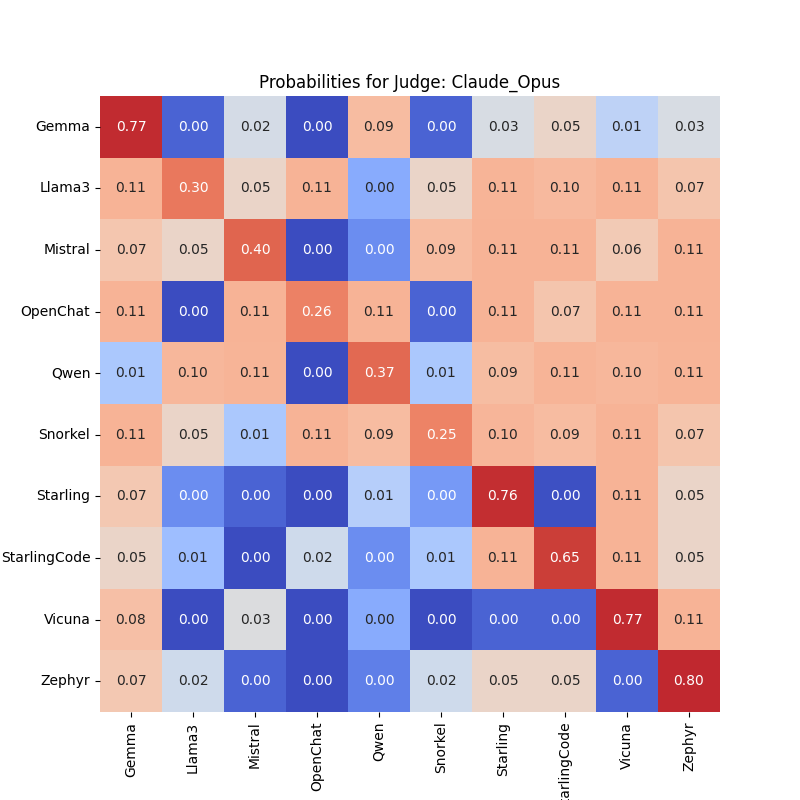 Probabilities for Judge: Claude_Opus
Gemma 0.77 0.00 0.02 0.00 0.09 0.00 0.03 0.05 0.01 0.03
Llama3 0.11 0.30 0.05 0.11 0.00 0.05 0.11 0.10 0.11 0.07
Mistral 0.07 0.05 0.40 0.00 0.00 0.09 0.11 0.11 0.06 0.11
OpenChat 0.11 0.00 0.11 0.26 0.11 0.00 0.11 0.07 0.11 0.11
Qwen 0.01 0.10 0.11 0.00 0.37 0.01 0.09 0.11 0.10 0.11
Snorkel 0.11 0.05 0.01 0.11 0.09 0.25 0.10 0.09 0.11 0.07
Starling 0.07 0.00 0.00 0.00 0.01 0.00 0.76 0.00 0.11 0.05
StarlingCode 0.05 0.01 0.00 0.02 0.00 0.01 0.11 0.65 0.11 0.05
Vicuna 0.08 0.00 0.03 0.00 0.00 0.00 0.00 0.00 0.77 0.11
Zephyr 0.07 0.02 0.00 0.00 0.00 0.02 0.05 0.05 0.00 0.80
Gemma
Llama3
Mistral
OpenChat
Qwen
Snorkel
Starling
arlingCode
Vicuna
Zephyr